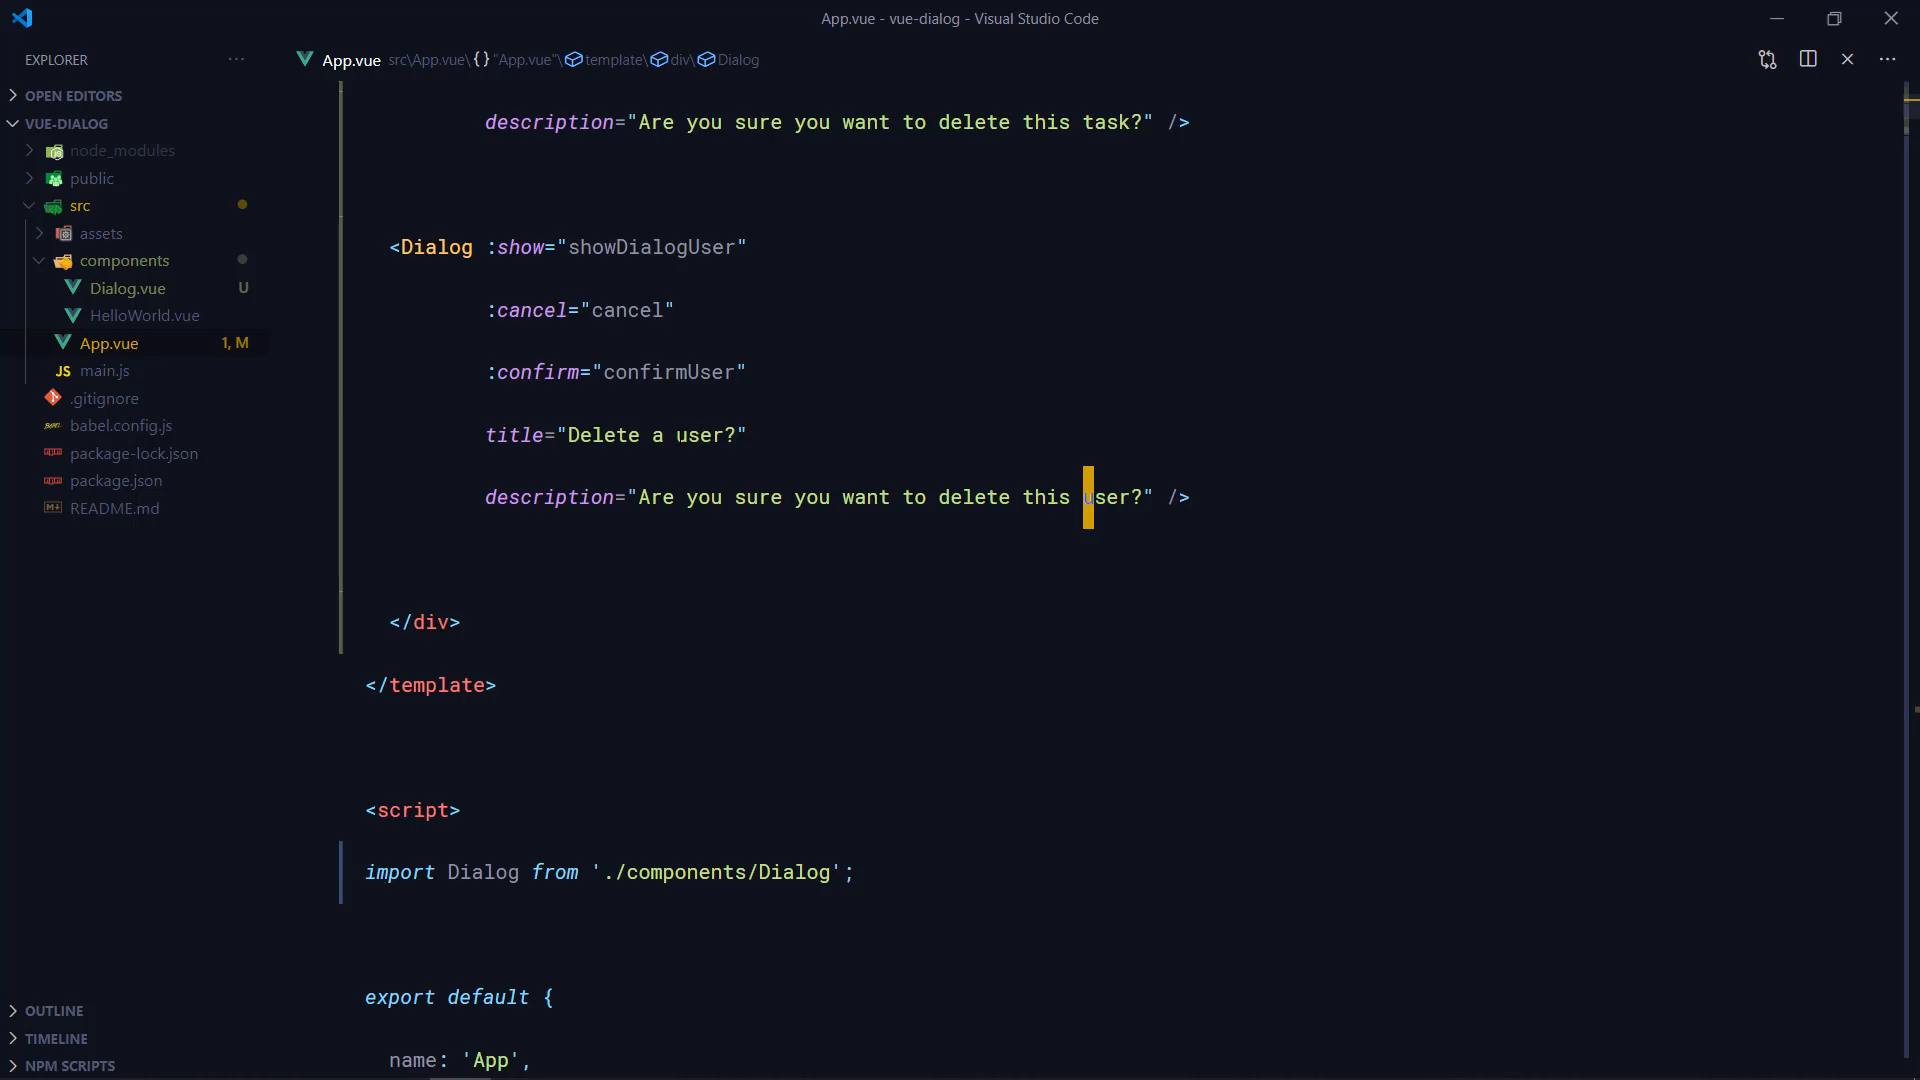 App.vue - vue-dialog - Visual Studio Code
EXPLORER
App.vue src\App.vue\{} "App.vue"\template\div\Dialog
OPEN EDITORS
VUE-DIALOG
node_modules
public
src
assets
components
Dialog.vue U
HelloWorld.vue
App.vue 1, M
JS main.js
.gitignore
babel.config.js
package-lock.json
package.json
README.md
OUTLINE
TIMELINE
NPM SCRIPTS
description="Are you sure you want to delete this task?" />
<Dialog :show="showDialogUser"
:cancel="cancel"
:confirm="confirmUser"
title="Delete a user?"
description="Are you sure you want to delete this user?" />
</div>
</template>
<script>
import Dialog from './components/Dialog';
export default {
name: 'App',